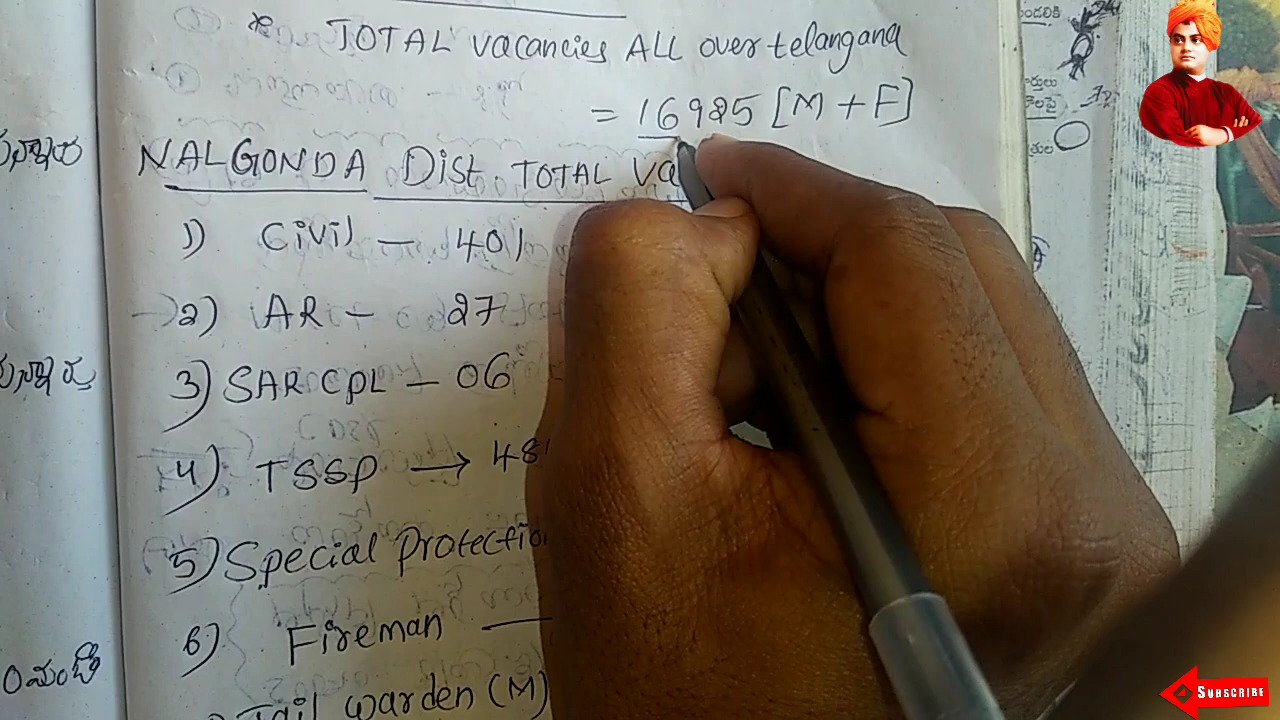 * TOTAL vacancies ALL over telangana
= 16925 [M + F]
NALGONDA Dist TOTAL Va
1) Civil – 401
2) AR – 27
3) SAR CPL – 06
4) TSSP → 48
5) Special Protectio
6) Fireman —
Jail warden (M)
SUBSCRIBE